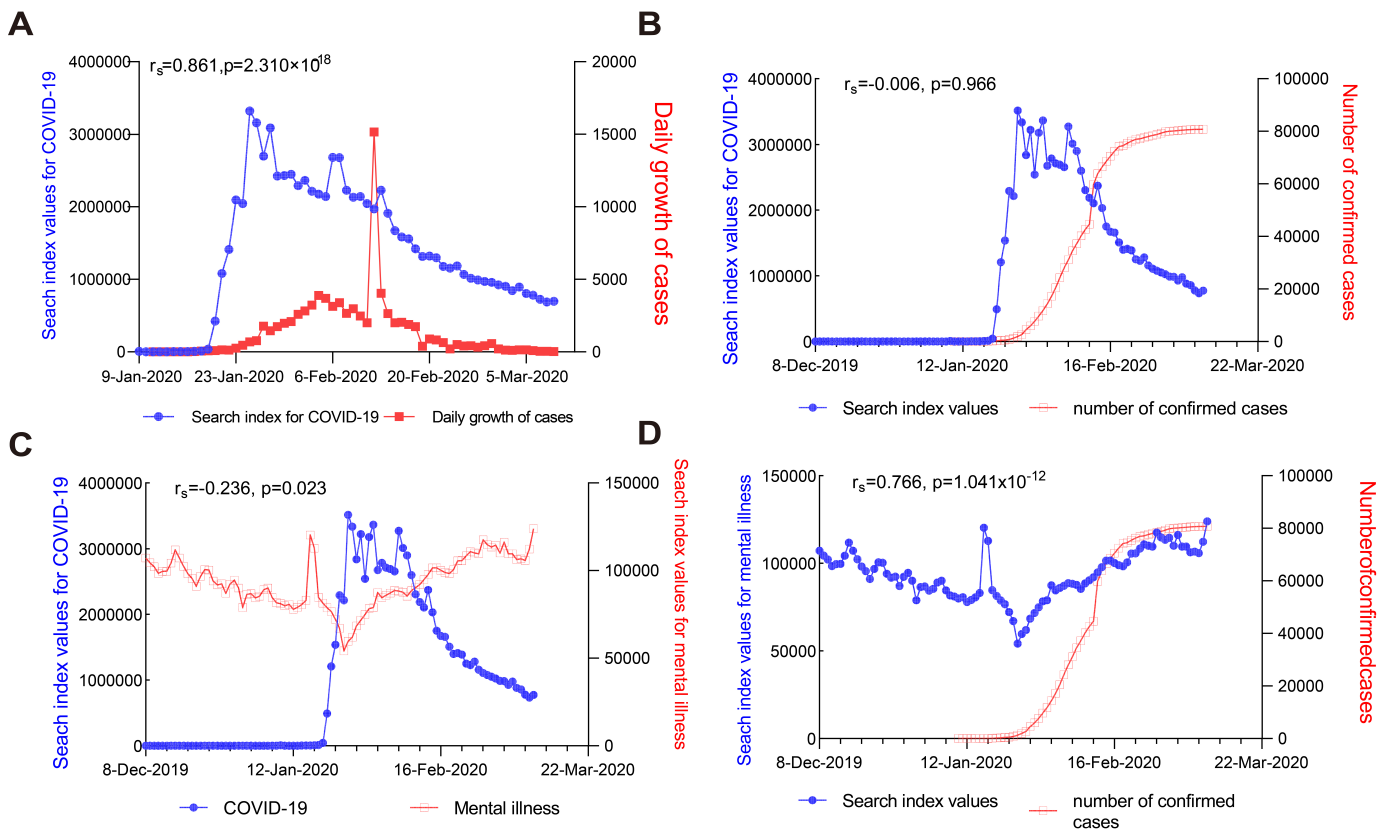 A
rs=0.861,p=2.310×10-18
Seach index values for COVID-19
4000000
3000000
2000000
1000000
0
20000
15000
10000
5000
0
Daily growth of cases
9-Jan-2020 23-Jan-2020 6-Feb-2020 20-Feb-2020 5-Mar-2020
Search index for COVID-19 Daily growth of cases
B
rs=-0.006, p=0.966
Seach index values for COVID-19
4000000
3000000
2000000
1000000
0
100000
80000
60000
40000
20000
0
Number of confirmed cases
8-Dec-2019 12-Jan-2020 16-Feb-2020 22-Mar-2020
Search index values number of confirmed cases
C
rs=-0.236, p=0.023
Seach index values for COVID-19
4000000
3000000
2000000
1000000
0
150000
100000
50000
0
Seach index values for mental illness
8-Dec-2019 12-Jan-2020 16-Feb-2020 22-Mar-2020
COVID-19 Mental illness
D
rs=0.766, p=1.041x10−12
Seach index values for mental illness
150000
100000
50000
0
100000
80000
60000
40000
20000
0
Numberofconfirmedcases
8-Dec-2019 12-Jan-2020 16-Feb-2020 22-Mar-2020
Search index values number of confirmed
cases